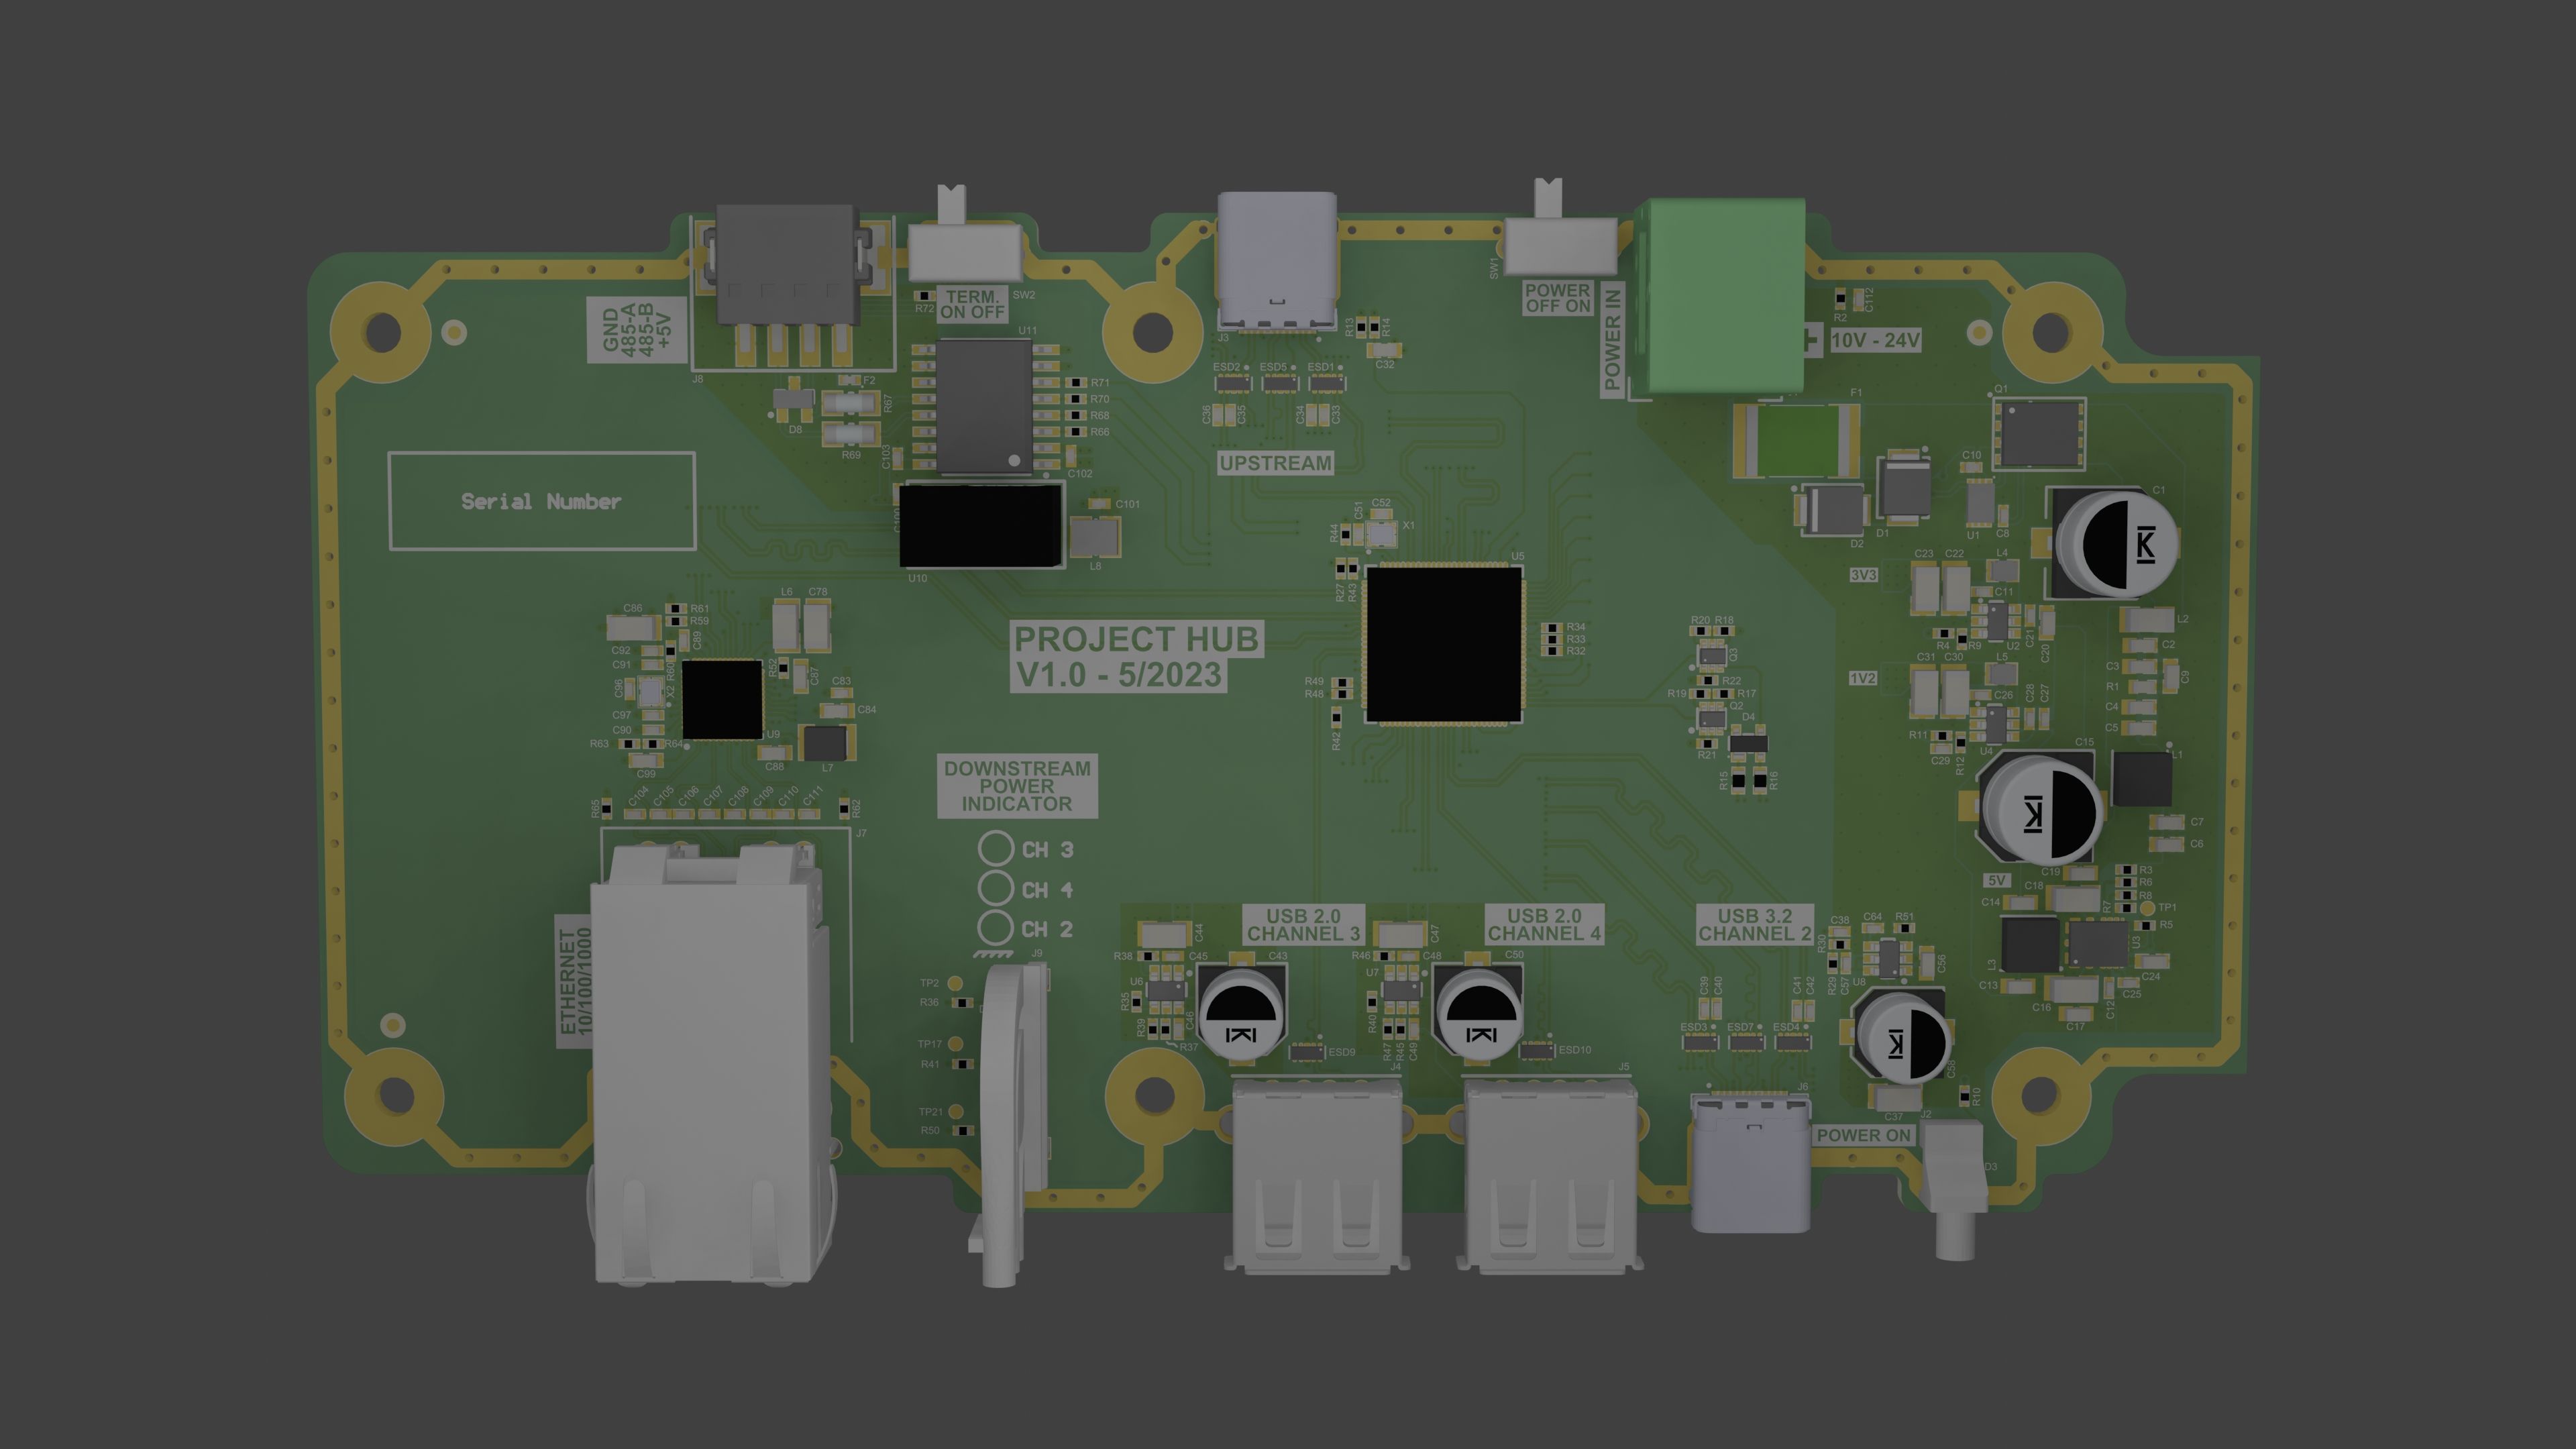 GND
485-A
485-B
+5V
J8
R72
TERM.
ON OFF
SW2
U11
F2
R67
D8
R69
R71
R70
R68
R66
C103
C102
C101
L8
U10
J3
R13
R14
C32
ESD2
ESD5
ESD1
C36
C35
C34
C33
UPSTREAM
SW1
POWER
OFF ON
POWER IN
+
10V - 24V
R2
C112
F1
Q1
C10
D1
D2
U1
C8
C1
K
Serial Number
R44
C51
C52
X1
R27
R43
U5
R34
R33
R32
R49
R48
R42
PROJECT HUB
V1.0 - 5/2023
3V3
C23
C22
L4
C11
R4
R9
U2
C21
C20
L2
C2
C3
R1
C9
C4
C5
1V2
C31
C30
L5
C26
C28
C27
R11
C29
R12
U4
C15
L1
K
R20
R18
Q3
R22
R19
R17
Q2
D4
R21
R15
R16
C86
R61
R59
C89
C92
C91
R60
C96
X2
C97
C90
R63
R64
C99
U9
L6
C78
R52
C87
C83
C84
C88
L7
R65
C104
C105
C106
C107
C108
C109
C110
C111
R62
J7
DOWNSTREAM
POWER
INDICATOR
CH 3
CH 4
CH 2
J9
ETHERNET
10/100/1000
TP2
R36
TP17
R41
TP21
R50
USB 2.0
CHANNEL 3
C44
R38
C45
C43
U6
R35
R39
C46
R37
K
ESD9
J4
USB 2.0
CHANNEL 4
C47
R46
C48
C50
U7
R40
R47
R45
C49
K
ESD10
J5
USB 3.2
CHANNEL 2
C39
C40
C41
C42
ESD3
ESD7
ESD4
J6
C38
C64
R51
R30
R29
C57
U8
C56
K
C58
C37
J2
R10
POWER ON
D3
C7
C6
5V
C19
C18
C14
R3
R6
R8
R7
TP1
R5
U3
L3
C13
C16
C17
C12
C25
C24